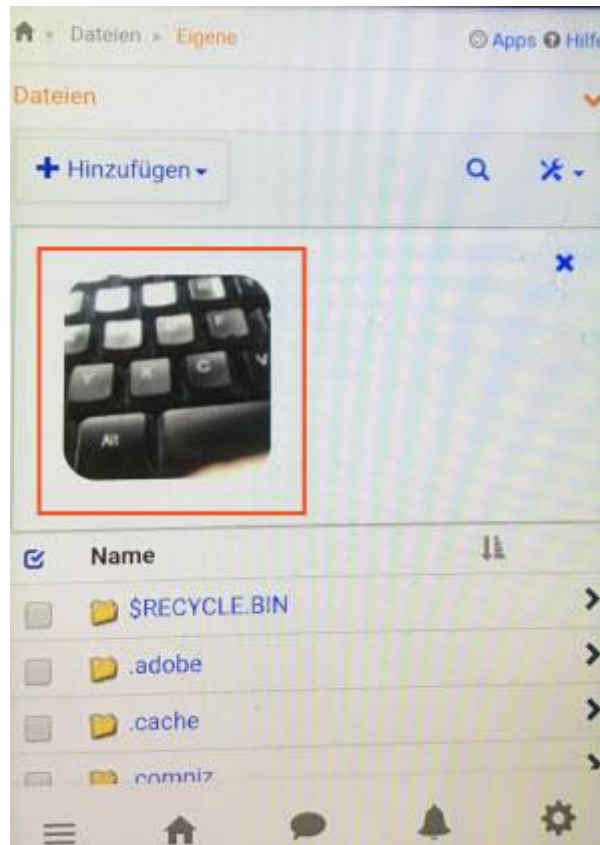 » Dateien » Eigene Apps Hilfe
Dateien
Hinzufügen
Y X C V
Alt
Name
$RECYCLE.BIN
.adobe
.cache